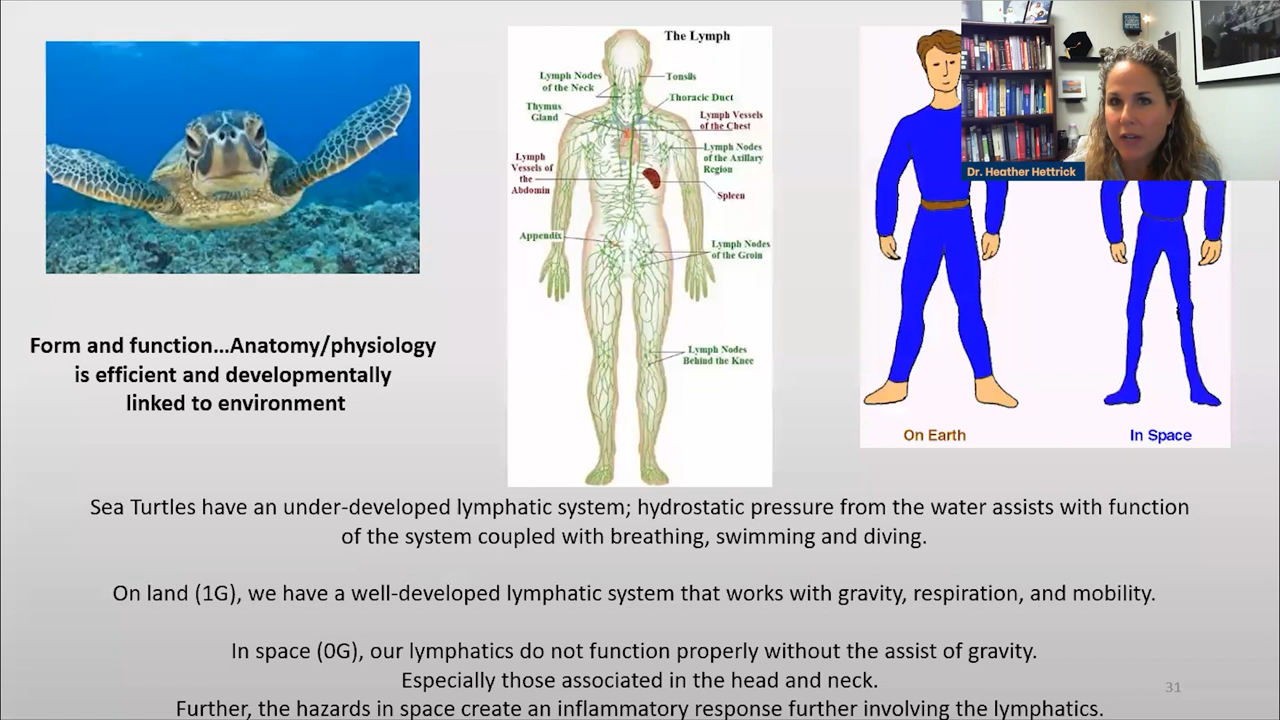 The Lymph
Lymph Nodes
of the Neck
Tonsils
Thoracic Duct
Thymus
Gland
Lymph Vessels
of the Chest
Lymph
Vessels of
the
Abdomin
Lymph Nodes
of the Axillary
Region
Spleen
Appendix
Lymph Nodes
of the Groin
Lymph Nodes
Behind the Knee
Dr. Heather Hettrick
On Earth
In Space
Form and function...Anatomy/physiology
is efficient and developmentally
linked to environment
Sea Turtles have an under-developed lymphatic system; hydrostatic pressure from the water assists with function
of the system coupled with breathing, swimming and diving.
On land (1G), we have a well-developed lymphatic system that works with gravity, respiration, and mobility.
In space (0G), our lymphatics do not function properly without the assist of gravity.
Especially those associated in the head and neck.
Further, the hazards in space create an inflammatory response further involving the lymphatics.
31